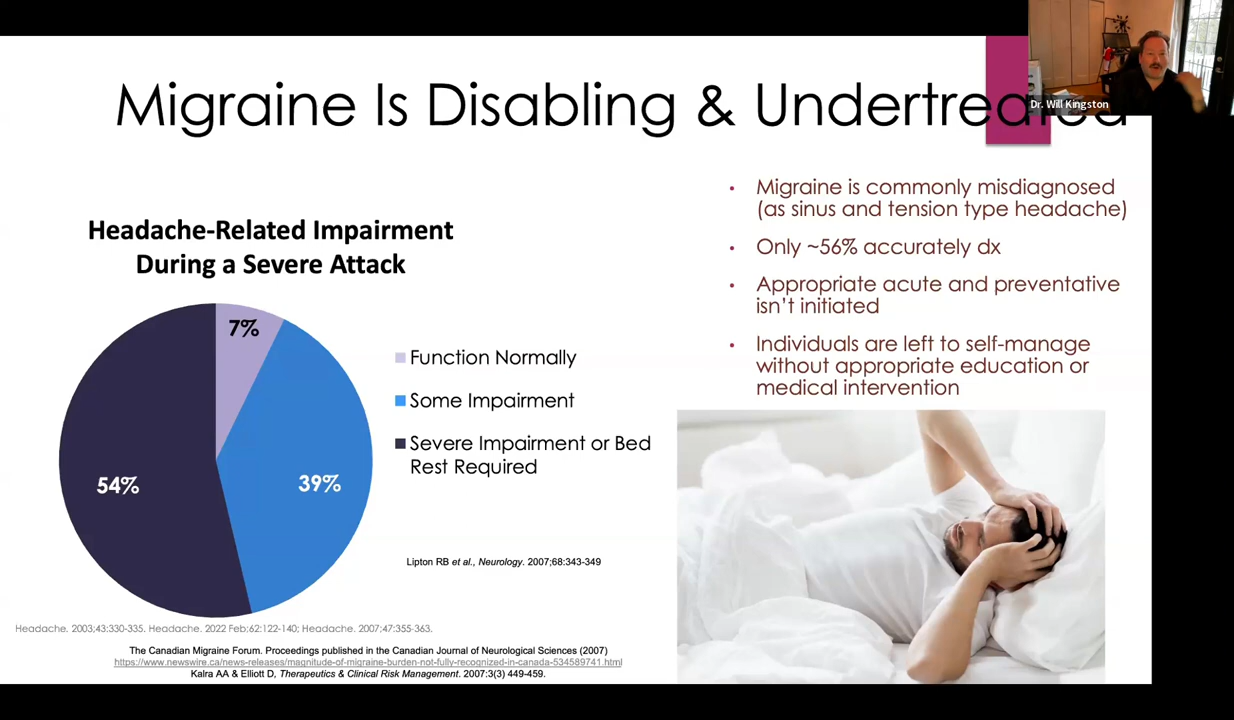 Migraine Is Disabling & Undertreated
Dr. Will Kingston
Headache-Related Impairment
During a Severe Attack
7%
39%
54%
Function Normally
Some Impairment
Severe Impairment or Bed
Rest Required
Lipton RB et al., Neurology. 2007;68:343-349
• Migraine is commonly misdiagnosed
(as sinus and tension type headache)
• Only ~56% accurately dx
• Appropriate acute and preventative
isn't initiated
• Individuals are left to self-manage
without appropriate education or
medical intervention
Headache. 2003;43:330-335. Headache. 2022 Feb;62:122-140; Headache. 2007;47:355-363.
The Canadian Migraine Forum. Proceedings published in the Canadian Journal of Neurological Sciences (2007)
https://www.newswire.ca/news-releases/magnitude-of-migraine-burden-not-fully-recognized-in-canada-534589741.html
Kalra AA & Elliott D, Therapeutics & Clinical Risk Management. 2007:3(3) 449-459.